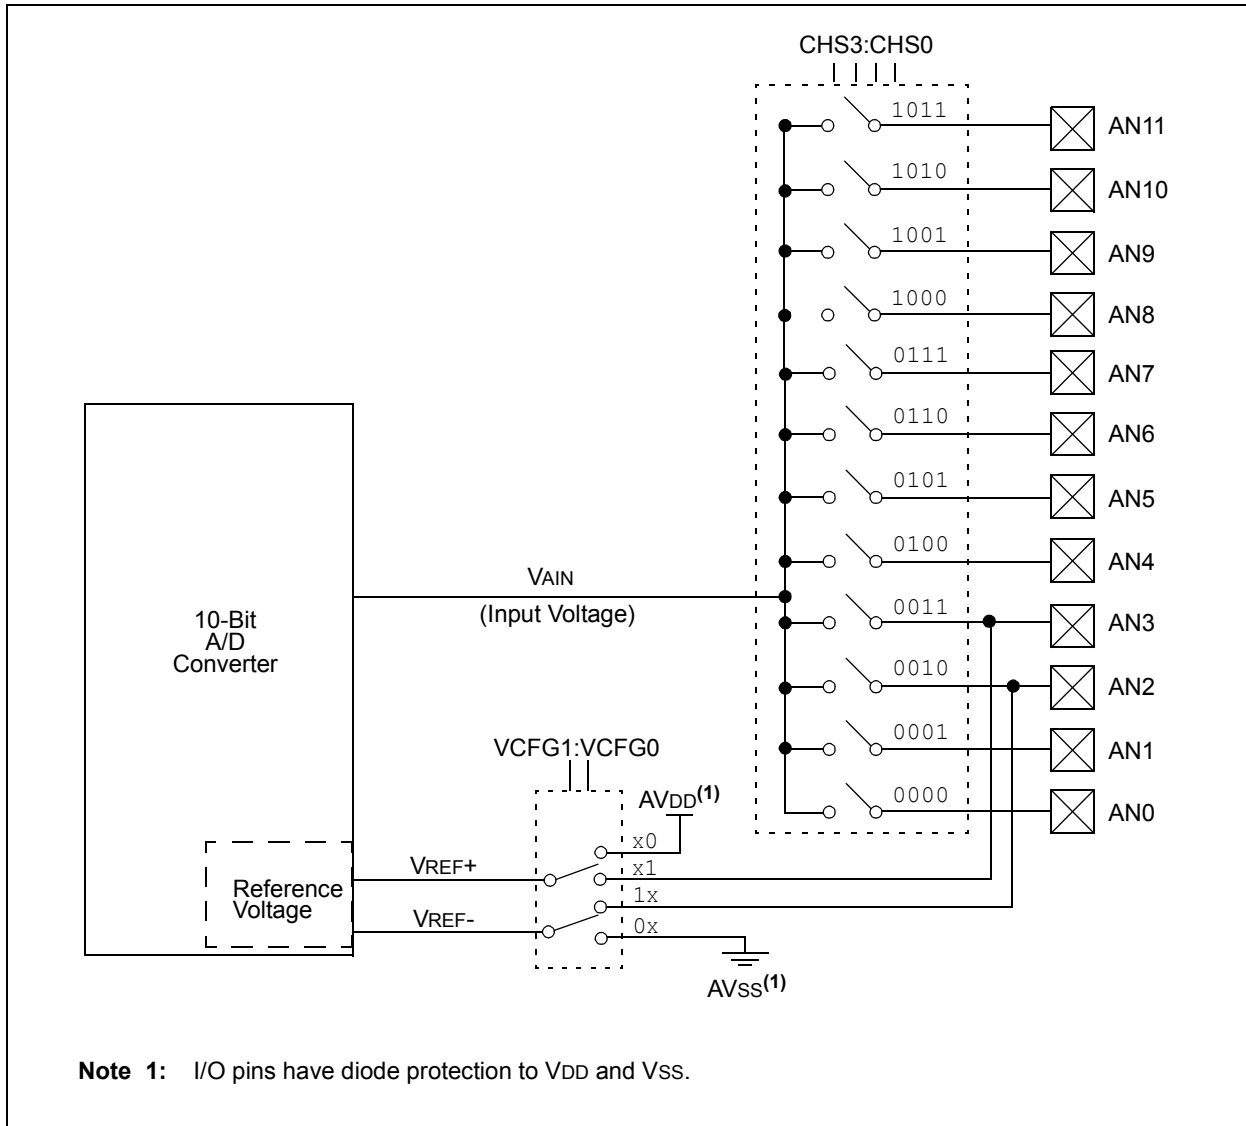 CHS3:CHS0
1011
AN11
1010
AN10
1001
AN9
1000
AN8
0111
AN7
0110
AN6
0101
AN5
0100
AN4
VAIN
(Input Voltage)
0011
AN3
10-Bit
A/D
Converter
0010
AN2
0001
AN1
VCFG1:VCFG0
0000
AN0
AVDD(1)
x0
VREF+
x1
Reference
Voltage
1x
VREF-
0x
AVSS(1)
Note 1: I/O pins have diode protection to VDD and VSS.